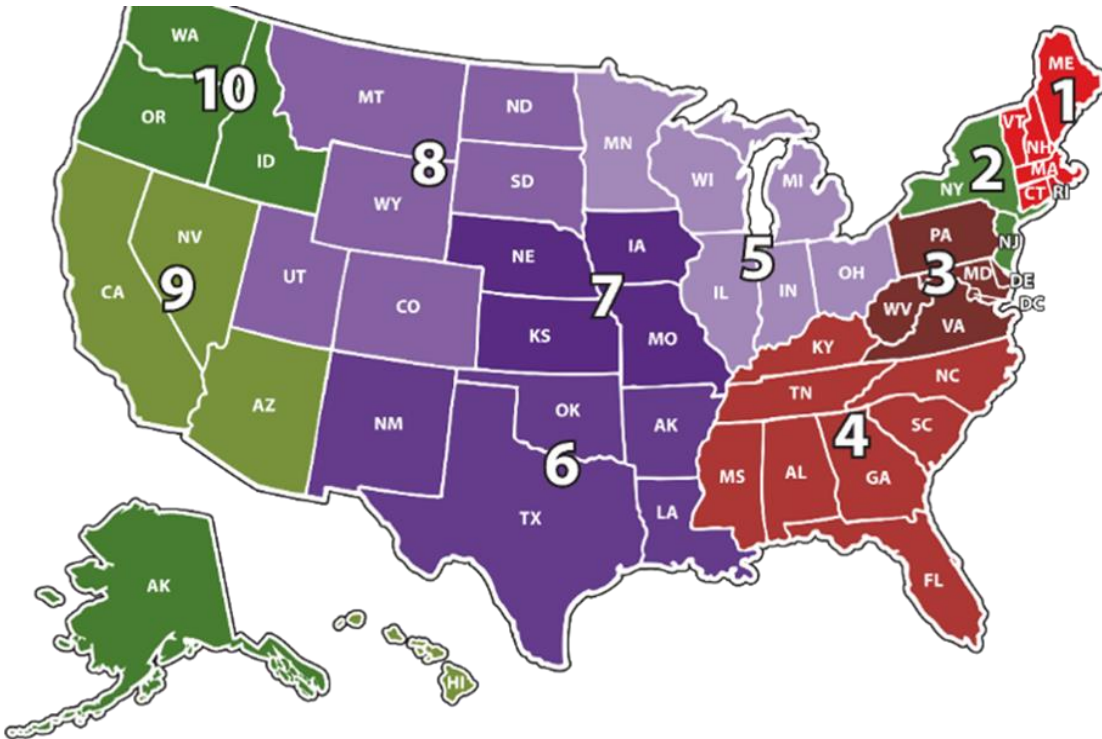 WA
ME
10
1
MT
ND
OR
VT
MN
NH
ID
8
2
MA
WI
MI
SD
NY
CT
RI
WY
NV
NE
IA
PA
NJ
5
UT
OH
MD
3
DE
CA
9
7
IL
IN
DC
CO
WV
VA
KS
MO
KY
NC
TN
AZ
OK
NM
AK
SC
4
6
MS
AL
GA
TX
LA
FL
AK
HI